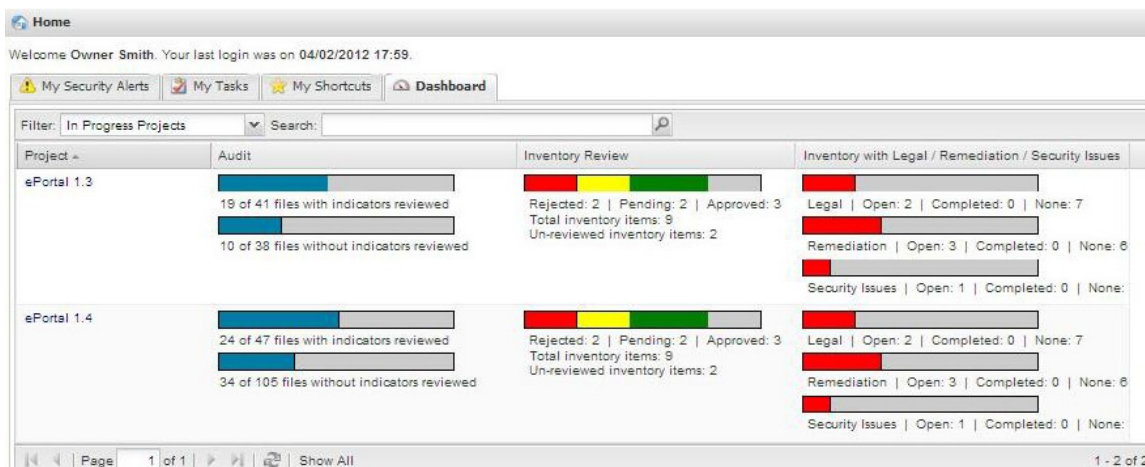 Home
Welcome Owner Smith. Your last login was on 04/02/2012 17:59.
My Security Alerts My Tasks My Shortcuts Dashboard
Filter: In Progress Projects Search:
Project Audit Inventory Review Inventory with Legal / Remediation / Security Issues
ePortal 1.3
19 of 41 files with indicators reviewed
10 of 38 files without indicators reviewed
Rejected: 2 | Pending: 2 | Approved: 3
Total inventory items: 9
Un-reviewed inventory items: 2
Legal | Open: 2 | Completed: 0 | None: 7
Remediation | Open: 3 | Completed: 0 | None: 6
Security Issues | Open: 1 | Completed: 0 | None:
ePortal 1.4
24 of 47 files with indicators reviewed
34 of 105 files without indicators reviewed
Rejected: 2 | Pending: 2 | Approved: 3
Total inventory items: 9
Un-reviewed inventory items: 2
Legal | Open: 2 | Completed: 0 | None: 7
Remediation | Open: 3 | Completed: 0 | None: 6
Security Issues | Open: 1 | Completed: 0 | None:
Page 1 of 1 Show All 1 - 2 of 2